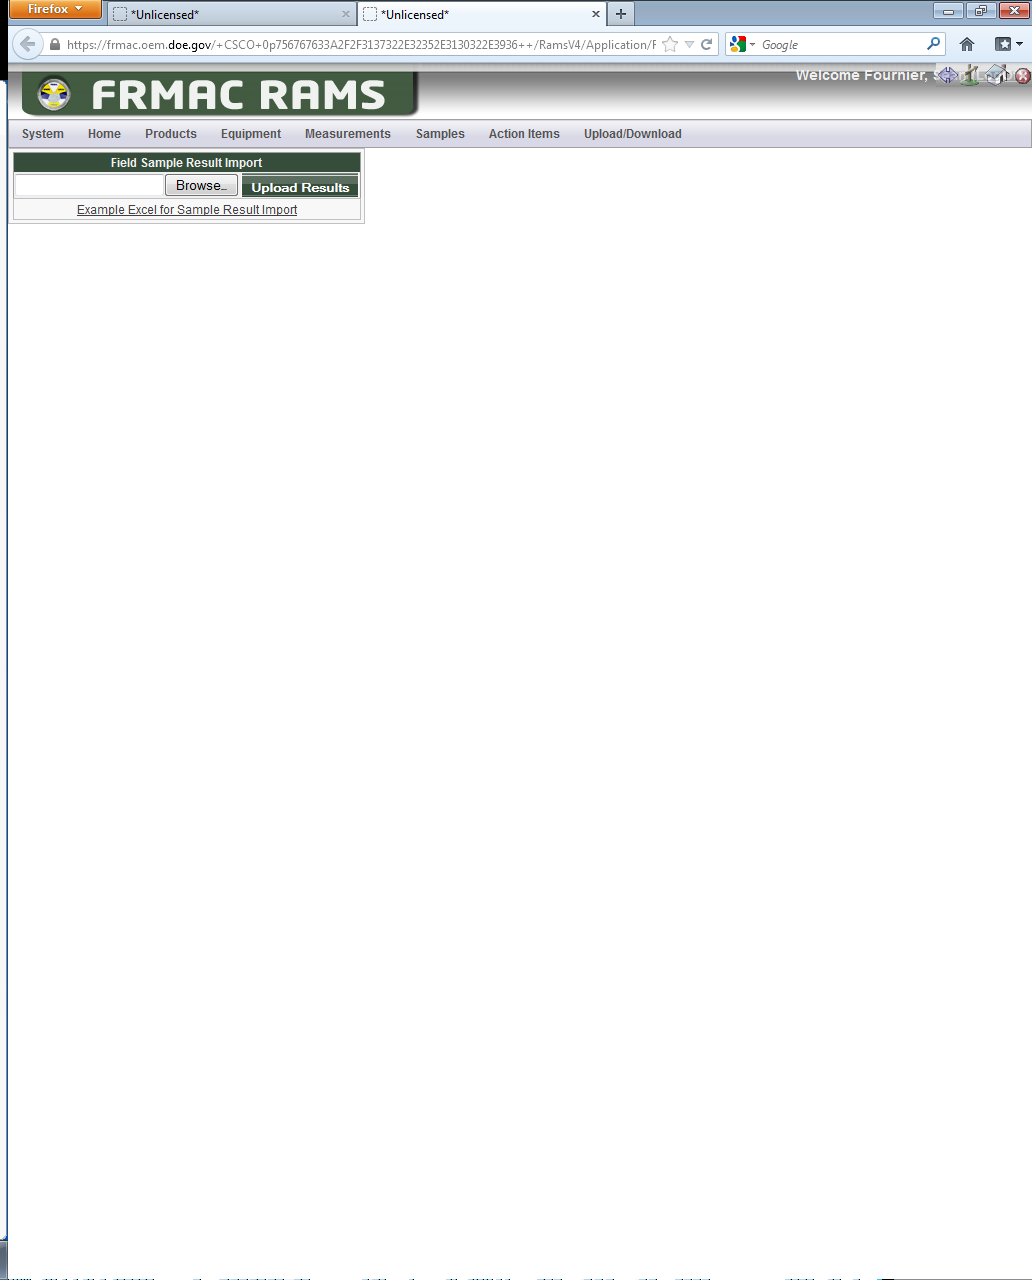 Firefox
*Unlicensed*
*Unlicensed*
https://frmac.oem.doe.gov/+CSCO+0p756767633A2F2F3137322E32352E3130322E3936++/RamsV4/Application/F
Google
Welcome Fournier,
FRMAC RAMS
System Home Products Equipment Measurements Samples Action Items Upload/Download
Field Sample Result Import
Browse... Upload Results
Example Excel for Sample Result Import